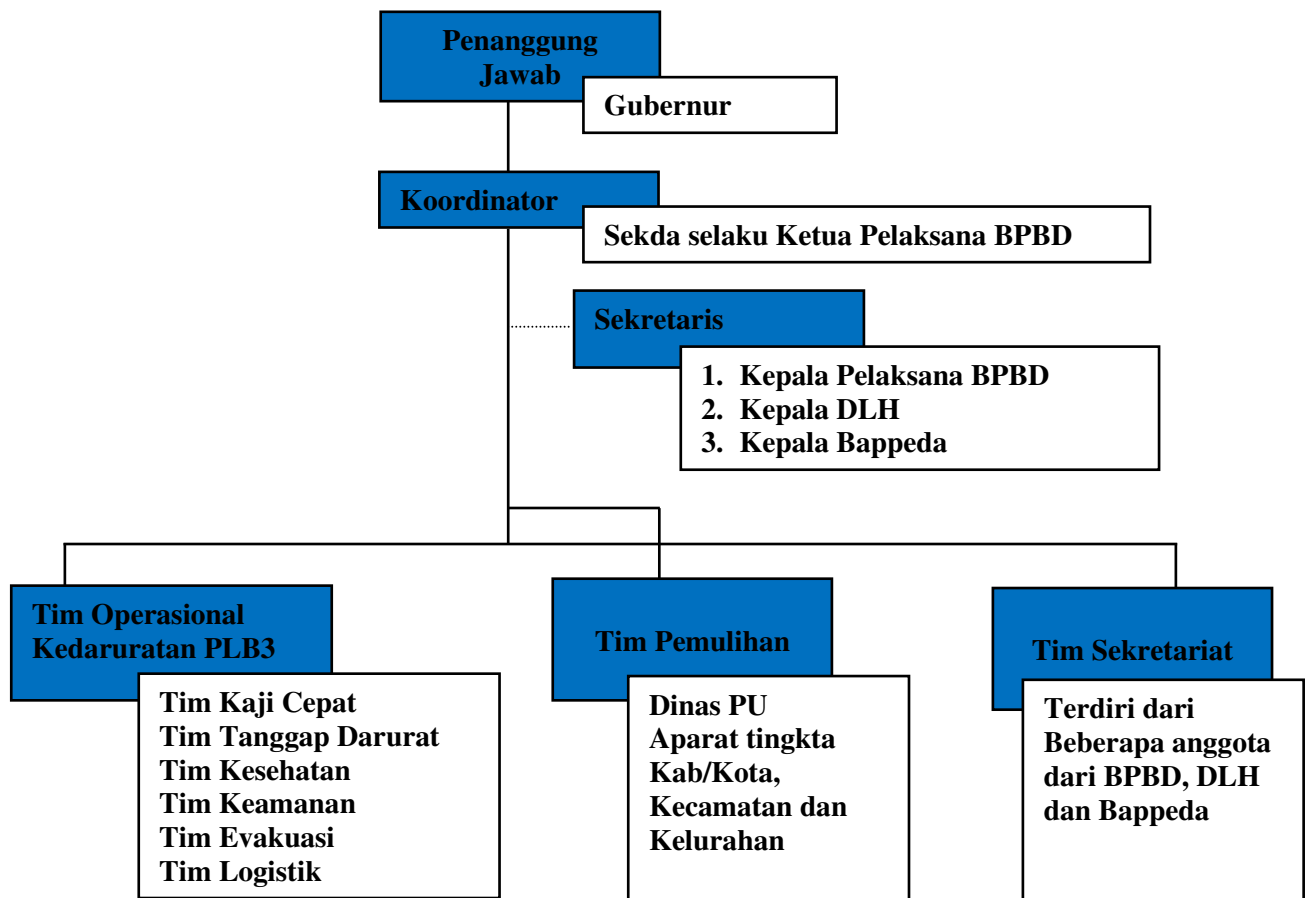 Penanggung
Jawab
Gubernur
Koordinator
Sekda selaku Ketua Pelaksana BPBD
Sekretaris
1. Kepala Pelaksana BPBD
2. Kepala DLH
3. Kepala Bappeda
Tim Operasional
Kedaruratan PLB3
Tim Kaji Cepat
Tim Tanggap Darurat
Tim Kesehatan
Tim Keamanan
Tim Evakuasi
Tim Logistik
Tim Pemulihan
Dinas PU
Aparat tingkta
Kab/Kota,
Kecamatan dan
Kelurahan
Tim Sekretariat
Terdiri dari
Beberapa anggota
dari BPBD, DLH
dan Bappeda